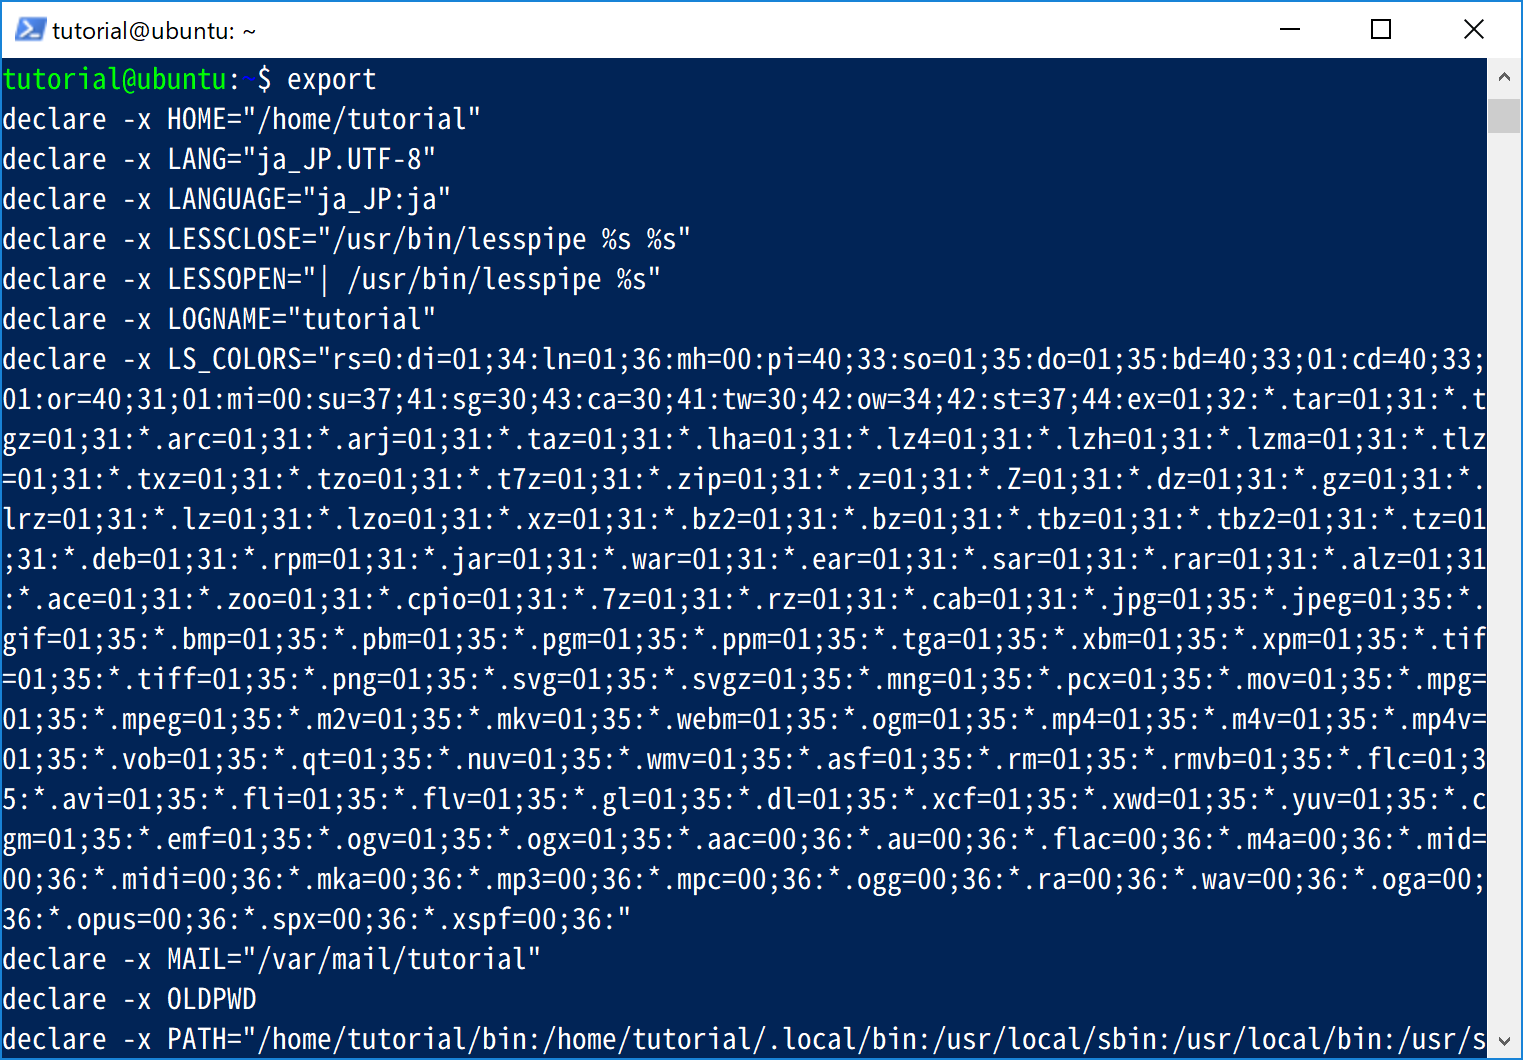 tutorial@ubuntu: ~
tutorial@ubuntu:~$ export
declare -x HOME="/home/tutorial"
declare -x LANG="ja_JP.UTF-8"
declare -x LANGUAGE="ja_JP:ja"
declare -x LESSCLOSE="/usr/bin/lesspipe %s %s"
declare -x LESSOPEN="| /usr/bin/lesspipe %s"
declare -x LOGNAME="tutorial"
declare -x LS_COLORS="rs=0:di=01;34:ln=01;36:mh=00:pi=40;33:so=01;35:do=01;35:bd=40;33;01:cd=40;33;
01:or=40;31;01:mi=00:su=37;41:sg=30;43:ca=30;41:tw=30;42:ow=34;42:st=37;44:ex=01;32:*.tar=01;31:*.t
gz=01;31:*.arc=01;31:*.arj=01;31:*.taz=01;31:*.lha=01;31:*.lz4=01;31:*.lzh=01;31:*.lzma=01;31:*.tlz
=01;31:*.txz=01;31:*.tzo=01;31:*.t7z=01;31:*.zip=01;31:*.z=01;31:*.Z=01;31:*.dz=01;31:*.gz=01;31:*.
lrz=01;31:*.lz=01;31:*.lzo=01;31:*.xz=01;31:*.bz2=01;31:*.bz=01;31:*.tbz=01;31:*.tbz2=01;31:*.tz=01
;31:*.deb=01;31:*.rpm=01;31:*.jar=01;31:*.war=01;31:*.ear=01;31:*.sar=01;31:*.rar=01;31:*.alz=01;31
:*.ace=01;31:*.zoo=01;31:*.cpio=01;31:*.7z=01;31:*.rz=01;31:*.cab=01;31:*.jpg=01;35:*.jpeg=01;35:*.
gif=01;35:*.bmp=01;35:*.pbm=01;35:*.pgm=01;35:*.ppm=01;35:*.tga=01;35:*.xbm=01;35:*.xpm=01;35:*.tif
=01;35:*.tiff=01;35:*.png=01;35:*.svg=01;35:*.svgz=01;35:*.mng=01;35:*.pcx=01;35:*.mov=01;35:*.mpg=
01;35:*.mpeg=01;35:*.m2v=01;35:*.mkv=01;35:*.webm=01;35:*.ogm=01;35:*.mp4=01;35:*.m4v=01;35:*.mp4v=
01;35:*.vob=01;35:*.qt=01;35:*.nuv=01;35:*.wmv=01;35:*.asf=01;35:*.rm=01;35:*.rmvb=01;35:*.flc=01;3
5:*.avi=01;35:*.fli=01;35:*.flv=01;35:*.gl=01;35:*.dl=01;35:*.xcf=01;35:*.xwd=01;35:*.yuv=01;35:*.c
gm=01;35:*.emf=01;35:*.ogv=01;35:*.ogx=01;35:*.aac=00;36:*.au=00;36:*.flac=00;36:*.m4a=00;36:*.mid=
00;36:*.midi=00;36:*.mka=00;36:*.mp3=00;36:*.mpc=00;36:*.ogg=00;36:*.ra=00;36:*.wav=00;36:*.oga=00;
36:*.opus=00;36:*.spx=00;36:*.xspf=00;36:"
declare -x MAIL="/var/mail/tutorial"
declare -x OLDPWD
declare -x PATH="/home/tutorial/bin:/home/tutorial/.local/bin:/usr/local/sbin:/usr/local/bin:/usr/s